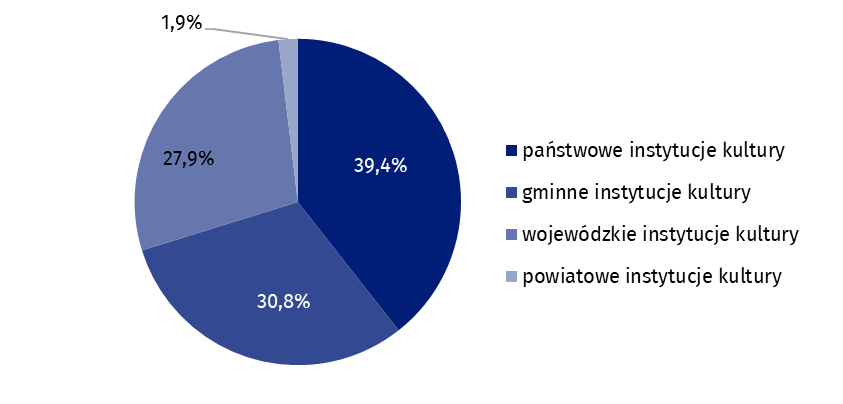 1,9%
39,4%
27,9%
30,8%
państwowe instytucje kultury
gminne instytucje kultury
wojewódzkie instytucje kultury
powiatowe instytucje kultury